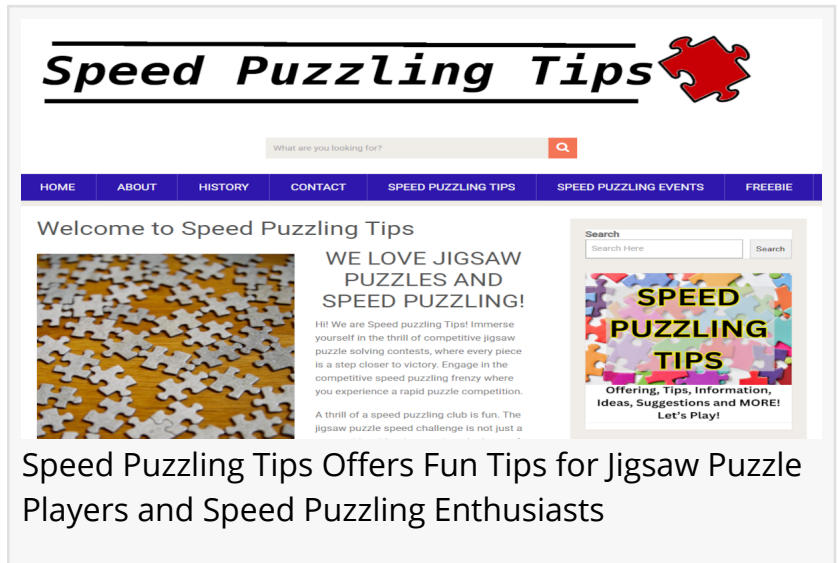 Speed Puzzling Tips
What are you looking for?
HOME ABOUT HISTORY CONTACT SPEED PUZZLING TIPS SPEED PUZZLING EVENTS FREEBIE
Welcome to Speed Puzzling Tips
WE LOVE JIGSAW
PUZZLES AND
SPEED PUZZLING!
Hi! We are Speed puzzling Tips! Immerse
yourself in the thrill of competitive jigsaw
puzzle solving contests, where every piece
is a step closer to victory. Engage in the
competitive speed puzzling frenzy where
you experience a rapid puzzle competition.
A thrill of a speed puzzling club is fun. The
jigsaw puzzle speed challenge is not just a
Search
Search Here Search
SPEED
PUZZLING
TIPS
Offering, Tips, Information,
Ideas, Suggestions and MORE!
Let's Play!
Speed Puzzling Tips Offers Fun Tips for Jigsaw Puzzle
Players and Speed Puzzling Enthusiasts